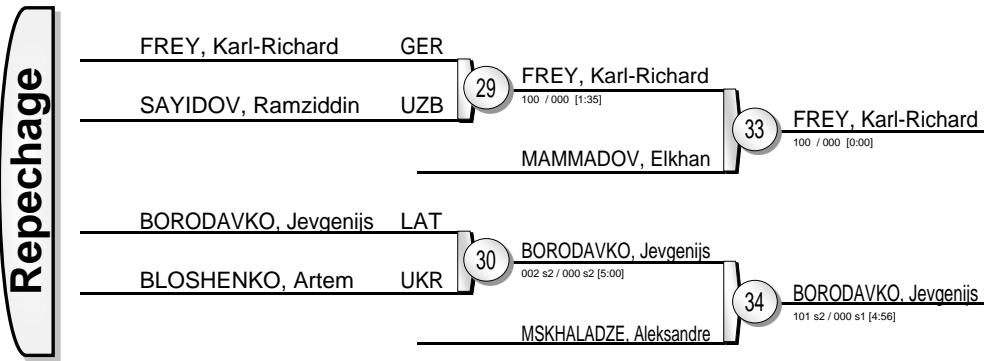 Repechage
FREY, Karl-Richard GER
SAYIDOV, Ramziddin UZB
29
FREY, Karl-Richard
100 / 000 [1:35]
MAMMADOV, Elkhan
33
FREY, Karl-Richard
100 / 000 [0:00]
BORODAVKO, Jevgenijs LAT
BLOSHENKO, Artem UKR
30
BORODAVKO, Jevgenijs
002 s2 / 000 s2 [5:00]
MSKHALADZE, Aleksandre
34
BORODAVKO, Jevgenijs
101 s2 / 000 s1 [4:56]